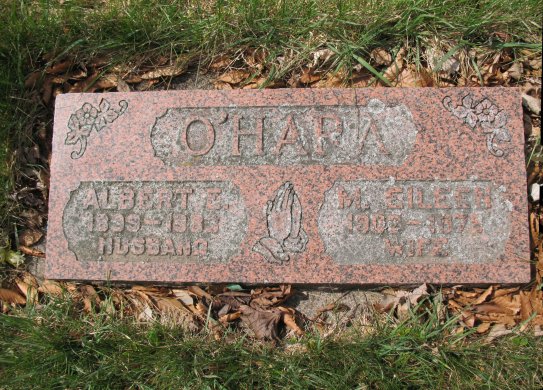 O'HARA
ALBERT E.
HUSBAND
M. EILEEN
WIFE